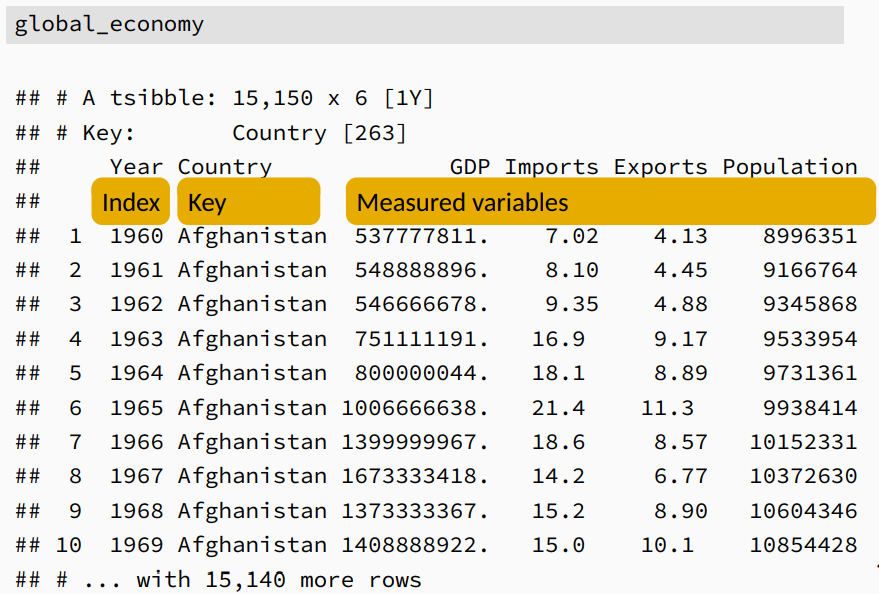 global_economy
## # A tsibble: 15,150 x 6 [1Y]
## # Key: Country [263]
## Year Country GDP Imports Exports Population
## Index Key Measured variables
## 1 1960 Afghanistan 537777811. 7.02 4.13 8996351
## 2 1961 Afghanistan 548888896. 8.10 4.45 9166764
## 3 1962 Afghanistan 546666678. 9.35 4.88 9345868
## 4 1963 Afghanistan 751111191. 16.9 9.17 9533954
## 5 1964 Afghanistan 800000044. 18.1 8.89 9731361
## 6 1965 Afghanistan 1006666638. 21.4 11.3 9938414
## 7 1966 Afghanistan 1399999967. 18.6 8.57 10152331
## 8 1967 Afghanistan 1673333418. 14.2 6.77 10372630
## 9 1968 Afghanistan 1373333367. 15.2 8.90 10604346
## 10 1969 Afghanistan 1408888922. 15.0 10.1 10854428
## # ... with 15,140 more rows